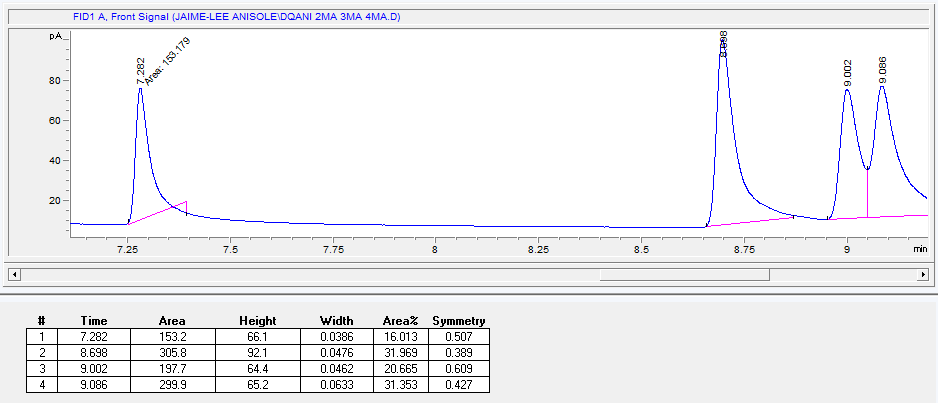 FID1 A, Front Signal (JAIME-LEE ANISOLE\DQANI 2MA 3MA 4MA.D)
pA
7.282
Area: 153.179
8.698
9.002
9.086
80
60
40
20
7.25 7.5 7.75 8 8.25 8.5 8.75 9 min
# Time Area Height Width Area% Symmetry
1 7.282 153.2 66.1 0.0386 16.013 0.507
2 8.698 305.8 92.1 0.0476 31.969 0.389
3 9.002 197.7 64.4 0.0462 20.665 0.609
4 9.086 299.9 65.2 0.0633 31.353 0.427